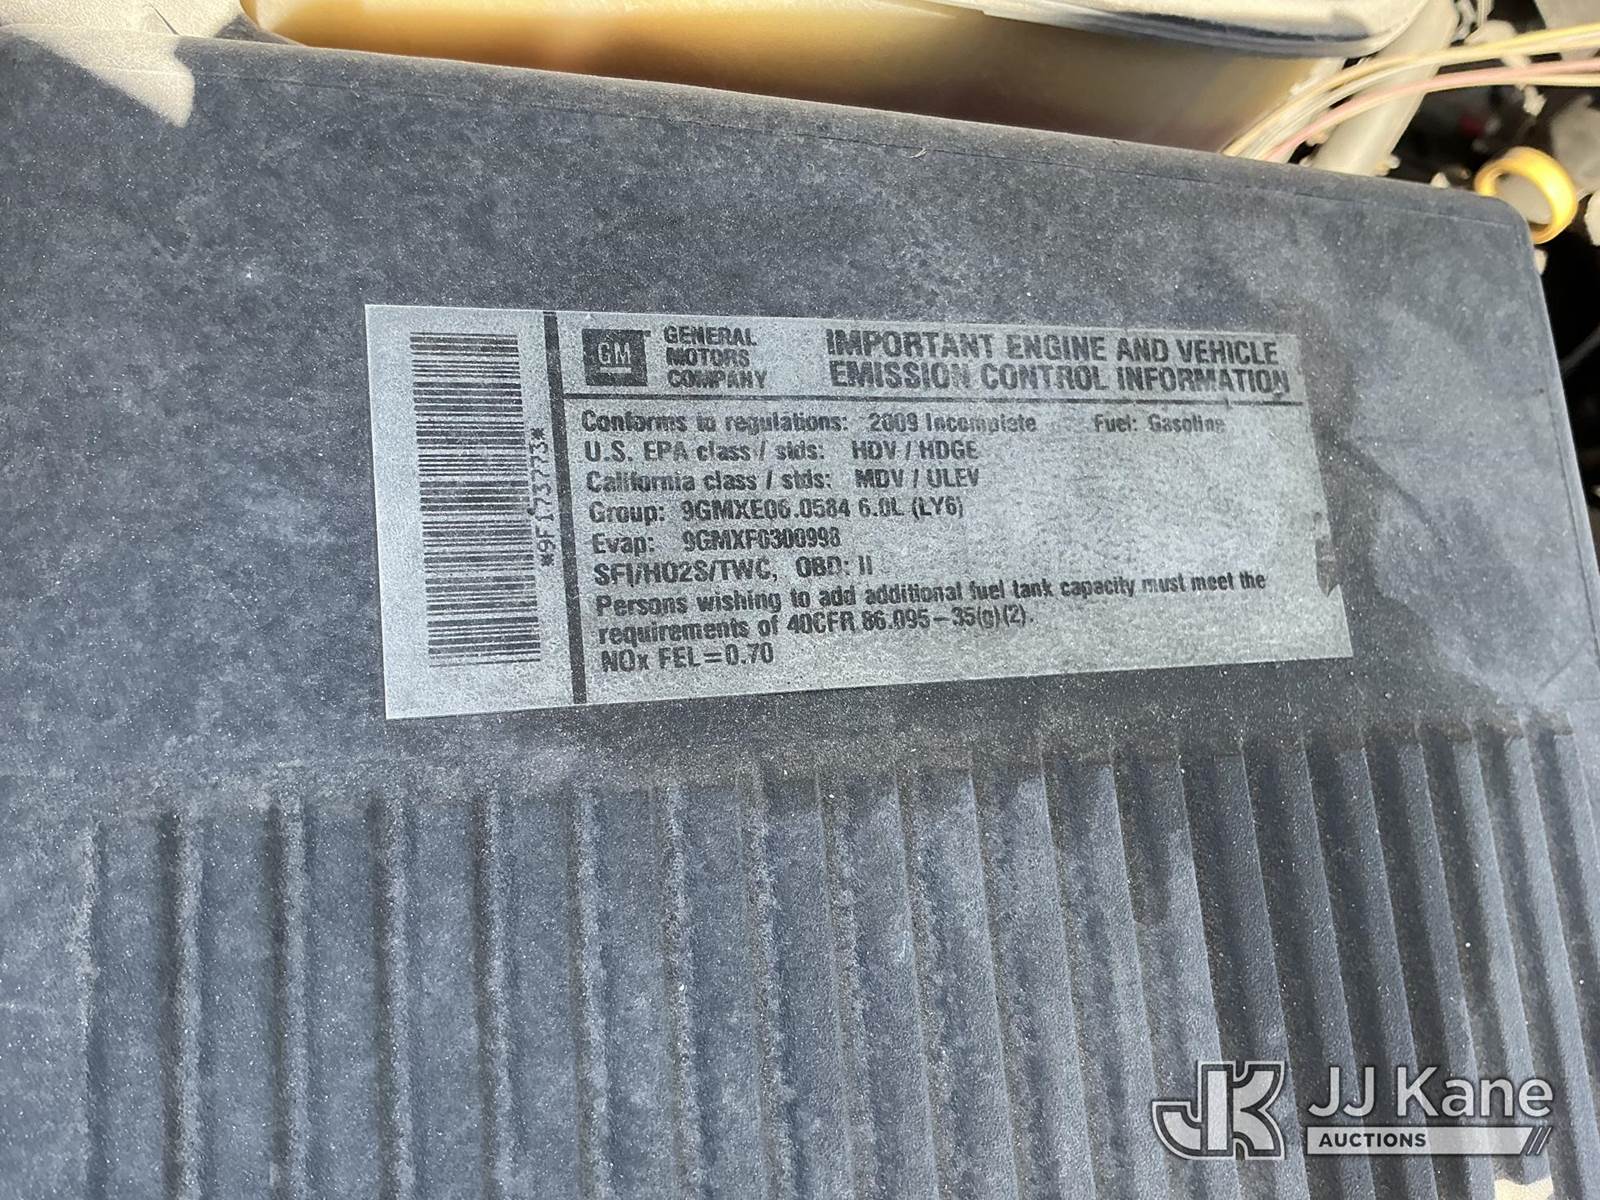 *9F173773*
GM GENERAL MOTORS COMPANY
IMPORTANT ENGINE AND VEHICLE
EMISSION CONTROL INFORMATION
Conforms to regulations: 2009 Incomplete Fuel: Gasoline
U.S. EPA class / stds: HDV / HDGE
California class / stds: MDV / ULEV
Group: 9GMXE06.0584 6.0L (LY6)
Evap: 9GMXF0300998
SFI/HO2S/TWC, OBD: II
Persons wishing to add additional fuel tank capacity must meet the
requirements of 40CFR 86.095-35(g)(2).
NOx FEL=0.70
JK JJ Kane
AUCTIONS